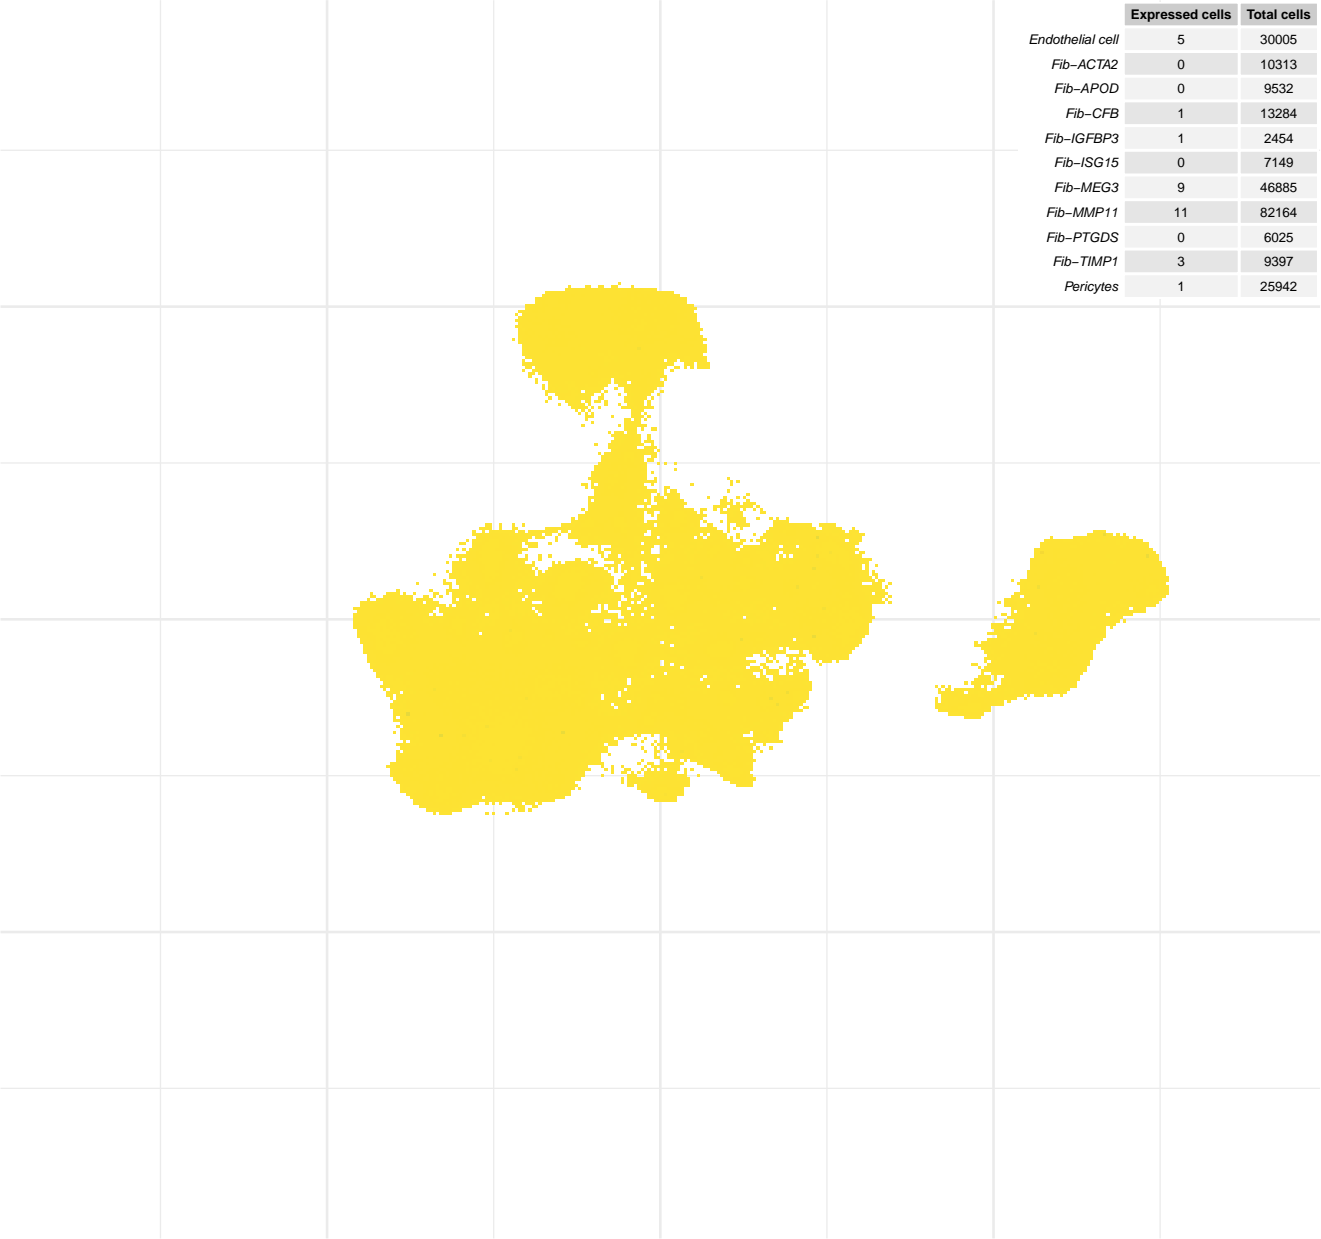 Expressed cells Total cells
Endothelial cell 5 30005
Fib−ACTA2 0 10313
Fib−APOD 0 9532
Fib−CFB 1 13284
Fib−IGFBP3 1 2454
Fib−ISG15 0 7149
Fib−MEG3 9 46885
Fib−MMP11 11 82164
Fib−PTGDS 0 6025
Fib−TIMP1 3 9397
Pericytes 1 25942